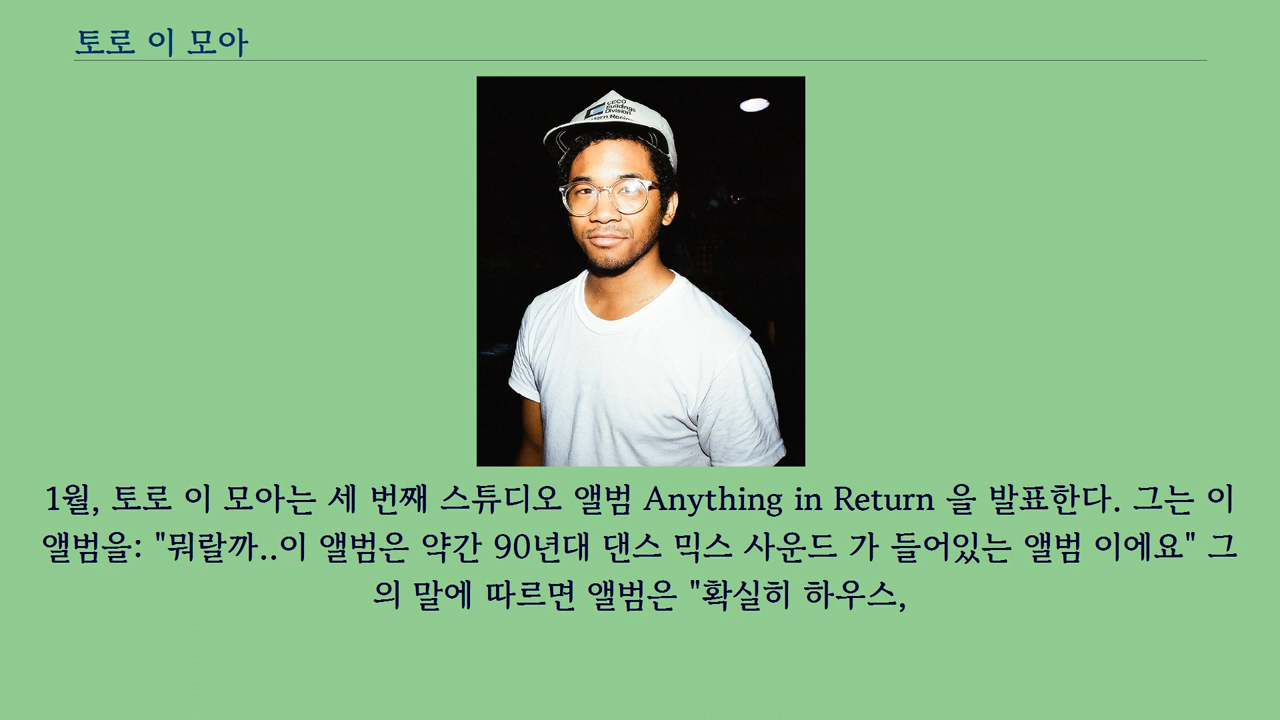 토로 이 모아
CECO
Buildings
Division
1월, 토로 이 모아는 세 번째 스튜디오 앨범 Anything in Return 을 발표한다. 그는 이
앨범을: "뭐랄까..이 앨범은 약간 90년대 댄스 믹스 사운드 가 들어있는 앨범 이에요" 그
의 말에 따르면 앨범은 "확실히 하우스,